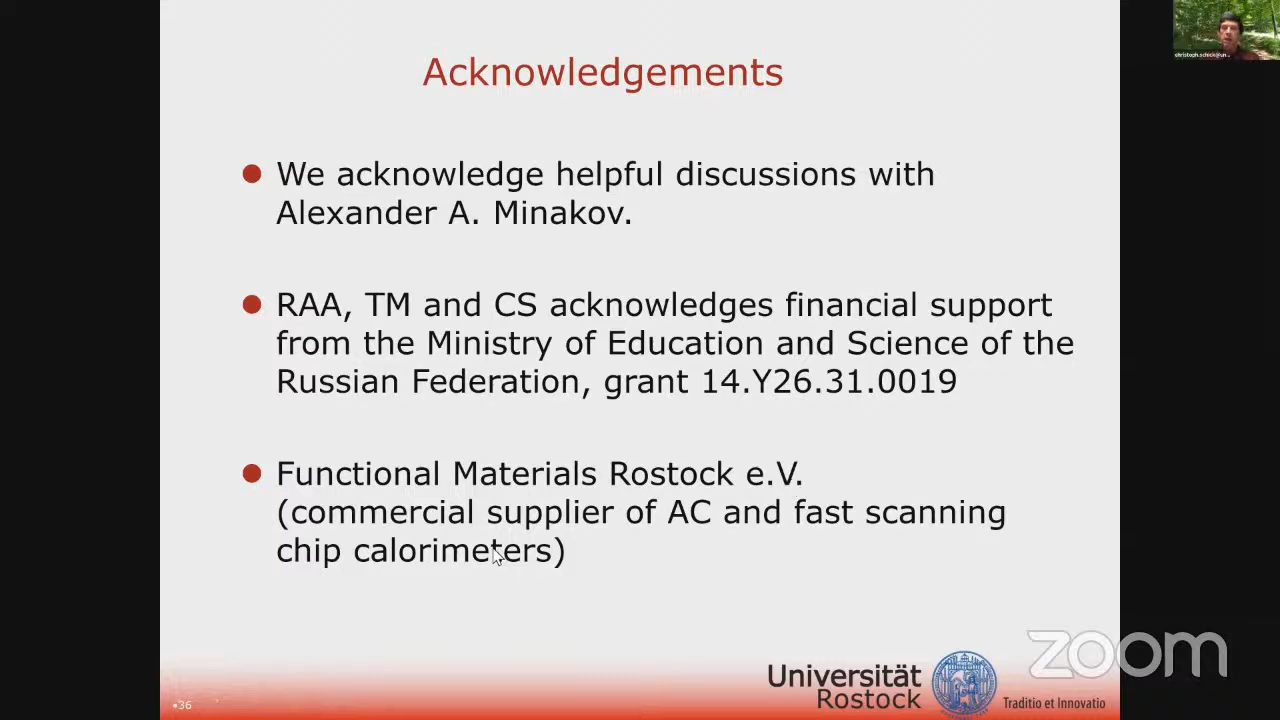 Acknowledgements
● We acknowledge helpful discussions with
Alexander A. Minakov.
● RAA, TM and CS acknowledges financial support
from the Ministry of Education and Science of the
Russian Federation, grant 14.Y26.31.0019
● Functional Materials Rostock e.V.
(commercial supplier of AC and fast scanning
chip calorimeters)
zoom
Universität
Rostock
Traditio et Innovatio
•36